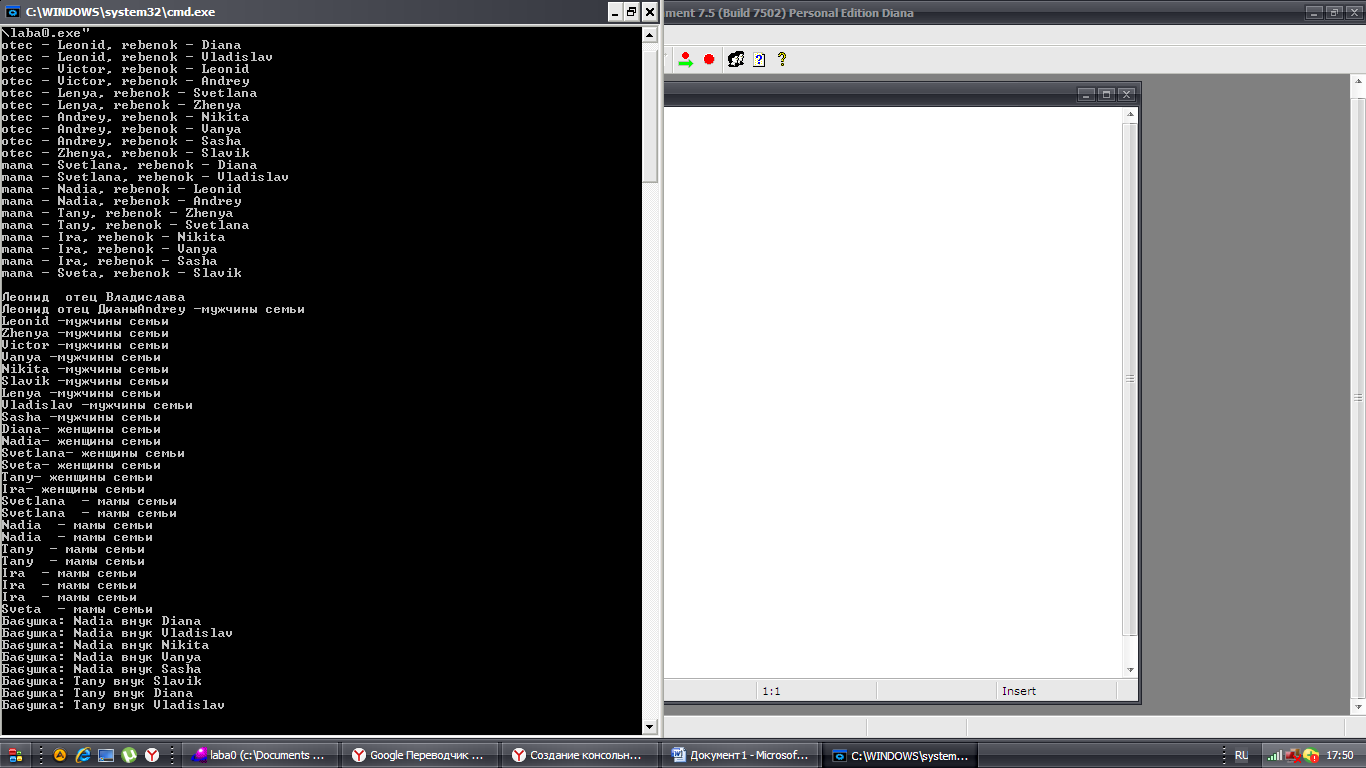 C:\WINDOWS\system32\cmd.exe
ment 7.5 (Build 7502) Personal Edition Diana
\laba0.exe"
otec - Leonid, rebenok - Diana
otec - Leonid, rebenok - Vladislav
otec - Victor, rebenok - Leonid
otec - Victor, rebenok - Andrey
otec - Lenya, rebenok - Svetlana
otec - Lenya, rebenok - Zhenya
otec - Andrey, rebenok - Nikita
otec - Andrey, rebenok - Vanya
otec - Andrey, rebenok - Sasha
otec - Zhenya, rebenok - Slavik
mama - Svetlana, rebenok - Diana
mama - Svetlana, rebenok - Vladislav
mama - Nadia, rebenok - Leonid
mama - Nadia, rebenok - Andrey
mama - Tany, rebenok - Zhenya
mama - Tany, rebenok - Svetlana
mama - Ira, rebenok - Nikita
mama - Ira, rebenok - Vanya
mama - Ira, rebenok - Sasha
mama - Sveta, rebenok - Slavik
Леонид  отец Владислава
Леонид отец ДианыAndrey -мужчины семьи
Leonid -мужчины семьи
Zhenya -мужчины семьи
Victor -мужчины семьи
Vanya -мужчины семьи
Nikita -мужчины семьи
Slavik -мужчины семьи
Lenya -мужчины семьи
Vladislav -мужчины семьи
Sasha -мужчины семьи
Diana- женщины семьи
Nadia- женщины семьи
Svetlana- женщины семьи
Sveta- женщины семьи
Tany- женщины семьи
Ira- женщины семьи
Svetlana  - мамы семьи
Svetlana  - мамы семьи
Nadia  - мамы семьи
Nadia  - мамы семьи
Tany  - мамы семьи
Tany  - мамы семьи
Ira  - мамы семьи
Ira  - мамы семьи
Ira  - мамы семьи
Sveta  - мамы семьи
Бабушка: Nadia внук Diana
Бабушка: Nadia внук Vladislav
Бабушка: Nadia внук Nikita
Бабушка: Nadia внук Vanya
Бабушка: Nadia внук Sasha
Бабушка: Tany внук Slavik
Бабушка: Tany внук Diana
Бабушка: Tany внук Vladislav
1:1 Insert
laba0 (c:\Documents ... Google Переводчик ... Создание консольн... Документ1 - Microsof... C:\WINDOWS\system... RU 17:50